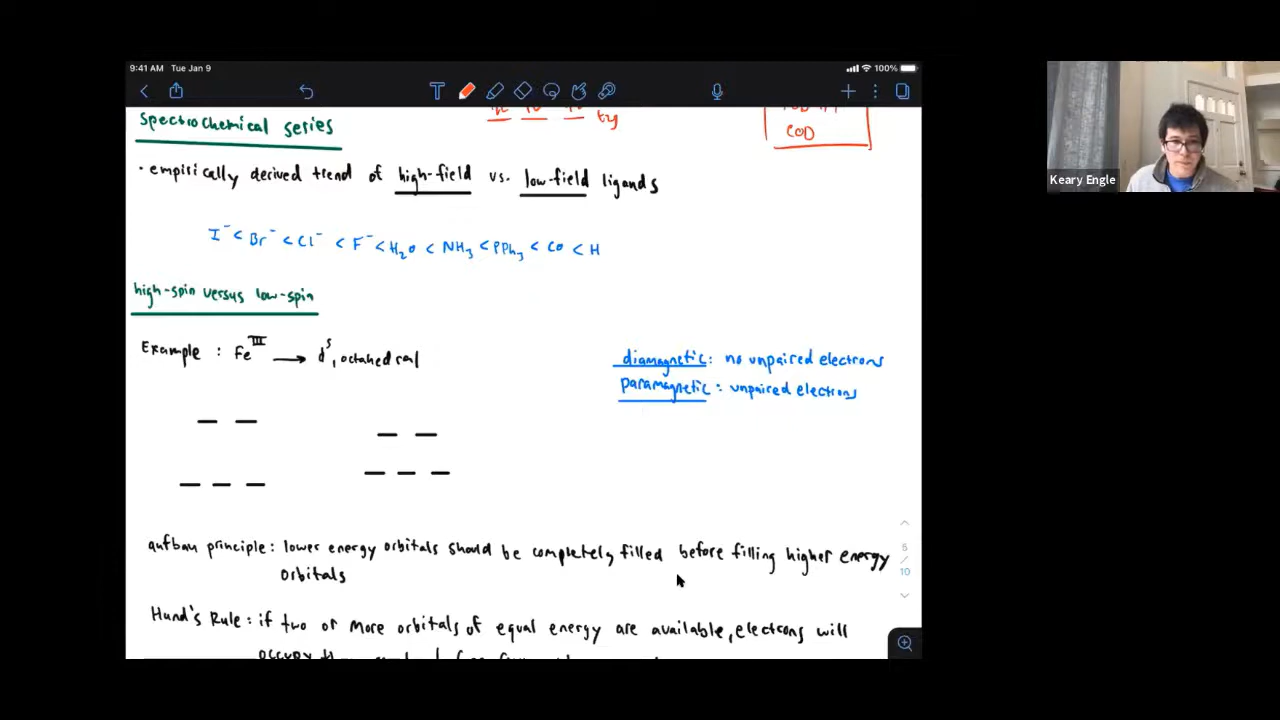 9:41 AM Tue Jan 9
100%
COD
Spectrochemical series
• empirically derived trend of high-field vs. low-field ligands
I⁻ < Br⁻ < Cl⁻ < F⁻ < H₂O < NH₃ < PPh₃ < CO < H
high-spin versus low-spin
Example : Fe^III → d⁵, octahedral
diamagnetic : no unpaired electrons
paramagnetic : unpaired electrons
aufbau principle : lower energy orbitals should be completely filled before filling higher energy
orbitals
Hund's Rule : if two or more orbitals of equal energy are available, electrons will
occupy
5
/
10
Keary Engle